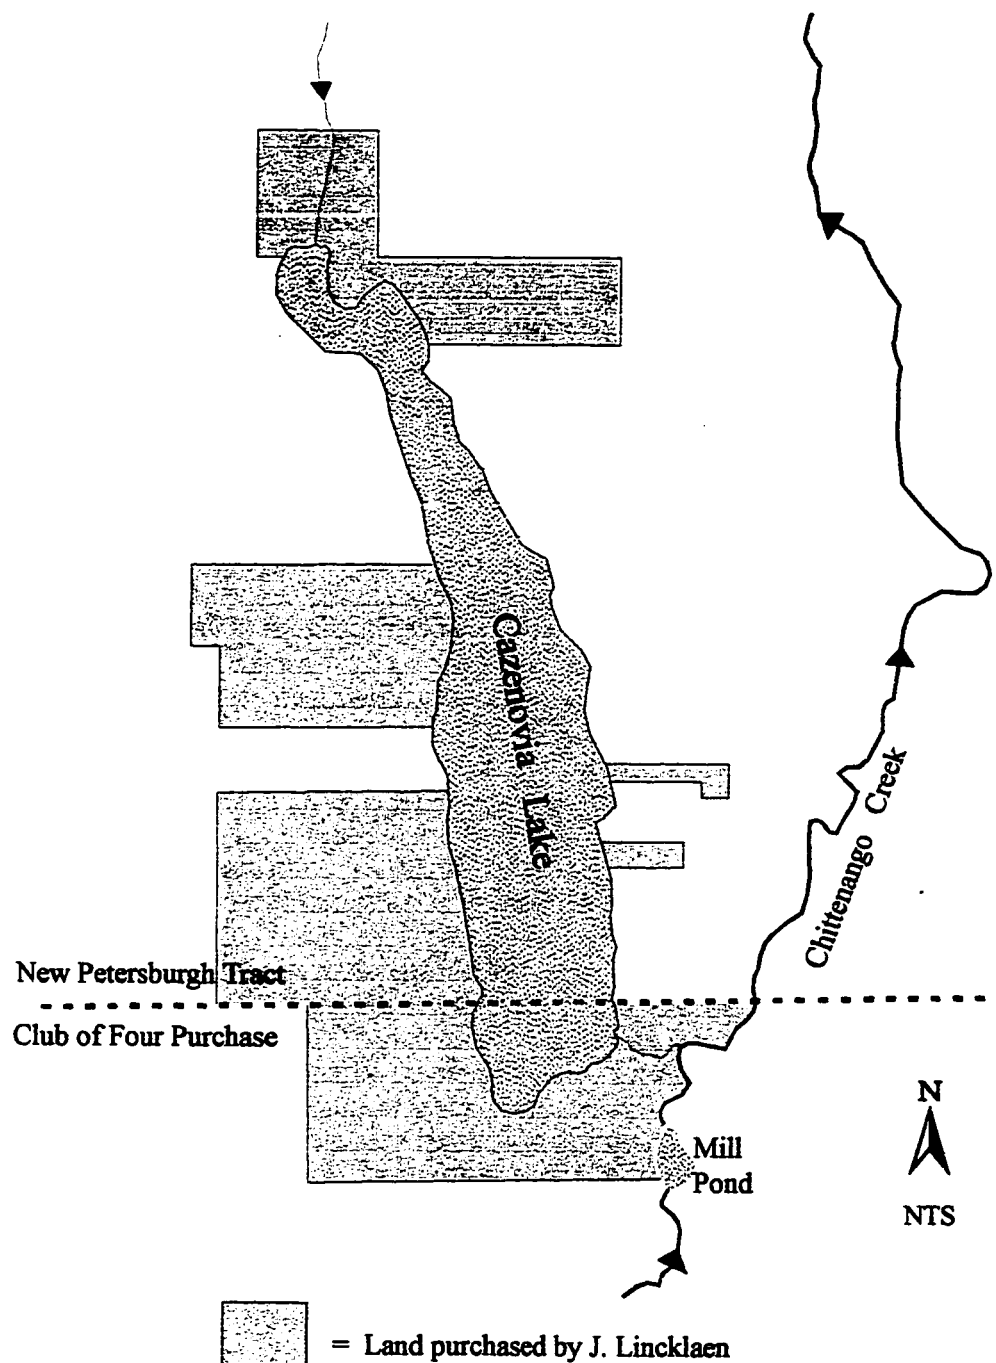 Cazenovia Lake
Chittenango Creek
New Petersburgh Tract
Club of Four Purchase
Mill
Pond
N
NTS
= Land purchased by J. Lincklaen